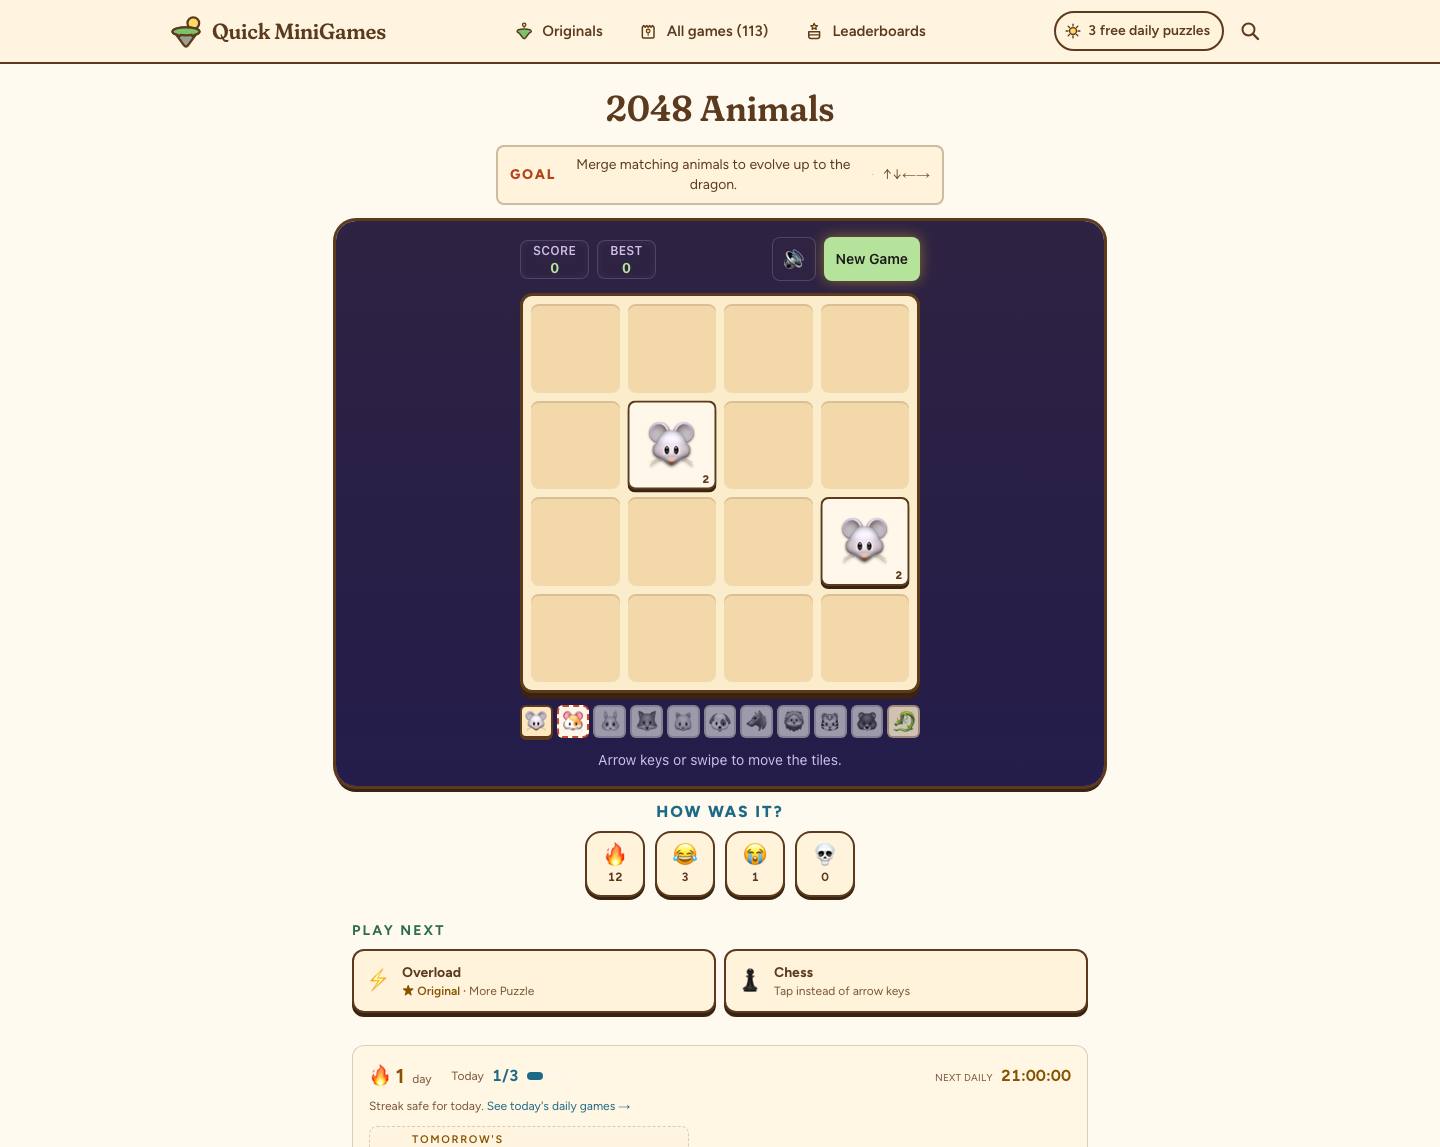 Quick MiniGames
Originals
All games (113)
Leaderboards
3 free daily puzzles
2048 Animals
GOAL
Merge matching animals to evolve up to the
dragon.
· ↑↓←→
SCORE
0
BEST
0
New Game
2
2
Arrow keys or swipe to move the tiles.
HOW WAS IT?
12
3
1
0
PLAY NEXT
Overload
Original · More Puzzle
Chess
Tap instead of arrow keys
1 day
Today 1/3
NEXT DAILY 21:00:00
Streak safe for today. See today's daily games →
TOMORROW'S